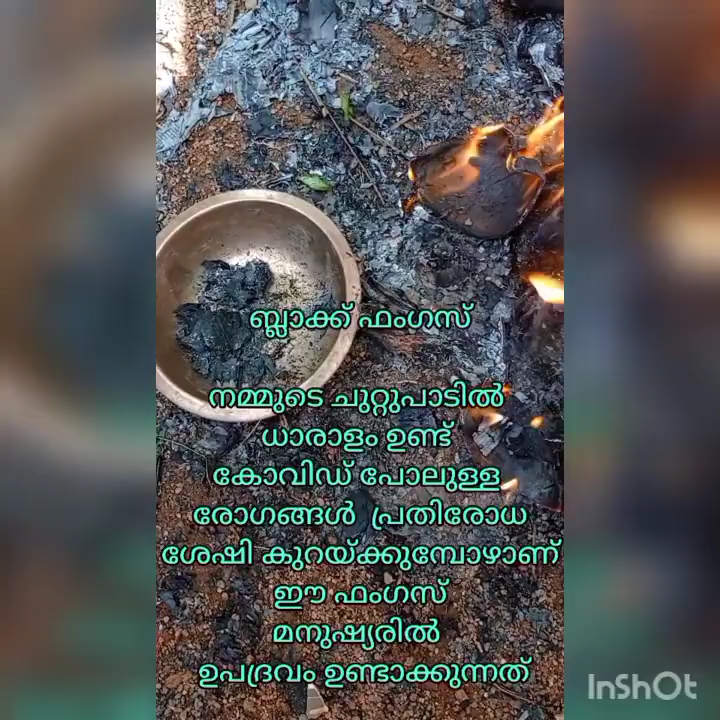 ബ്ലാക്ക് ഫംഗസ്
നമ്മുടെ ചുറ്റുപാടിൽ
ധാരാളം ഉണ്ട്
കോവിഡ് പോലുള്ള
രോഗങ്ങൾ പ്രതിരോധ
ശേഷി കുറയ്ക്കുമ്പോഴാണ്
ഈ ഫംഗസ്
മനുഷ്യരിൽ
ഉപദ്രവം ഉണ്ടാക്കുന്നത്
InShOt